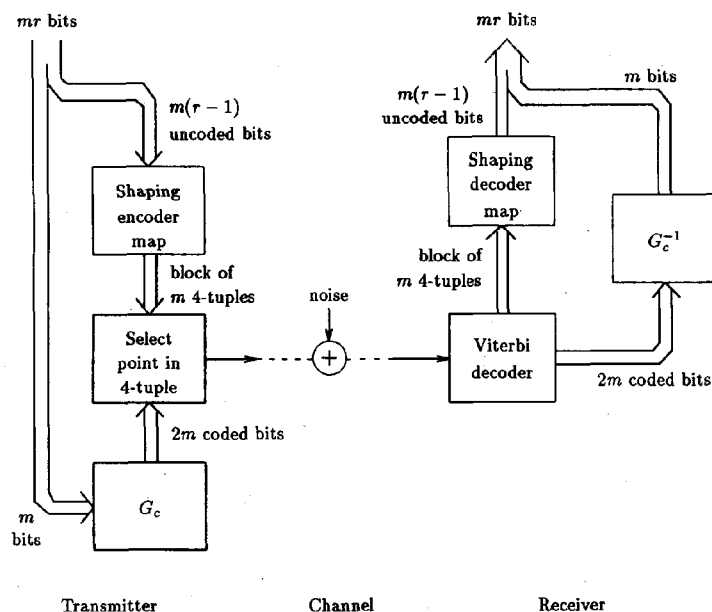 mr bits
m(r − 1)
uncoded bits
Shaping
encoder
map
block of
m 4-tuples
Select
point in
4-tuple
2m coded bits
G_c
m
bits
noise
+
mr bits
m bits
m(r − 1)
uncoded bits
Shaping
decoder
map
G_c^{-1}
block of
m 4-tuples
Viterbi
decoder
2m coded bits
Transmitter
Channel
Receiver